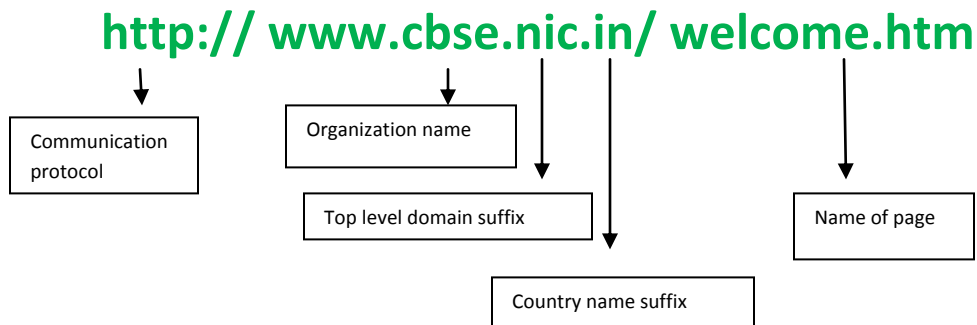 http:// www.cbse.nic.in/ welcome.htm
Communication
protocol
Organization name
Top level domain suffix
Name of page
Country name suffix